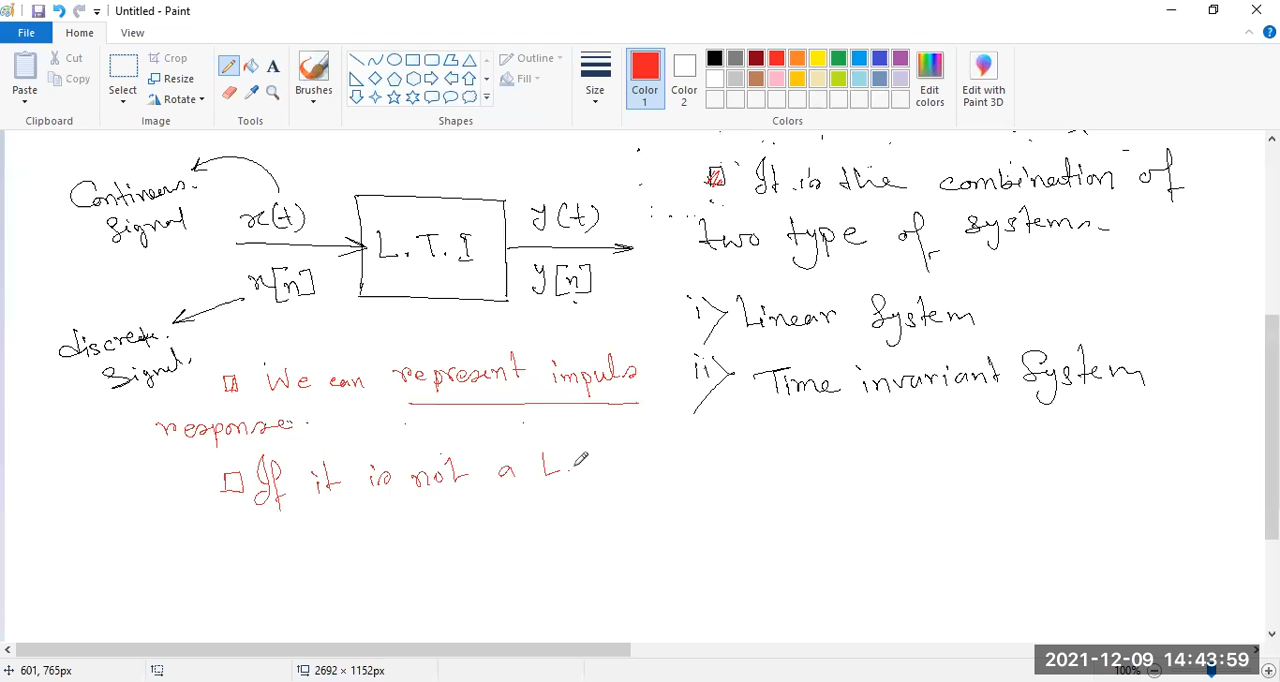 Untitled - Paint
File Home View
Paste
Cut
Copy
Clipboard
Select
Crop
Resize
Rotate
Image
A
Tools
Brushes
Outline
Fill
Shapes
Size
Color 1
Color 2
Edit colors
Colors
Edit with Paint 3D
Signal
x(t)
x[n]
L.T.I
y(t)
y[n]
discrete
Signal.
We can represent impuls
response.
If it is not a L.
It is the combination of
two type of systems.
i> Linear System
ii> Time invariant System
601, 765px
2692 × 1152px
100%
2021-12-09 14:43:59